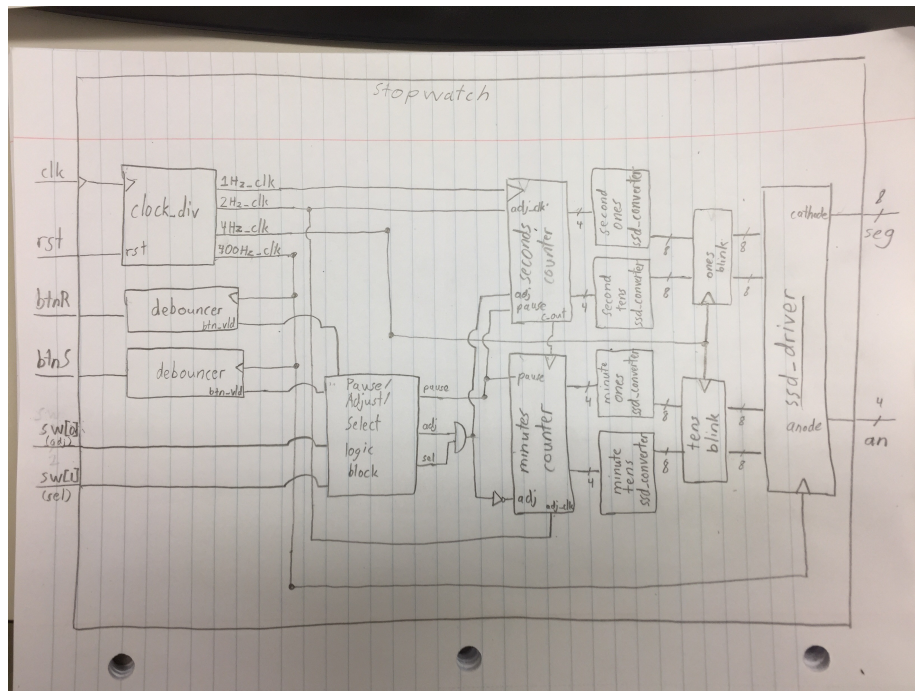 stopwatch
clk
rst
btnR
btnS
sw[0]
(adj)
sw[1]
(sel)
clock_div
rst
1Hz_clk
2Hz_clk
4Hz_clk
400Hz_clk
debouncer
btn_vld
debouncer
btn_vld
Pause/
Adjust/
Select
logic
block
pause
adj
sel
adj_clk
seconds
counter
adj
pause
c_out
pause
minutes
counter
adj
adj_clk
4
4
4
4
second
ones
ssd_converter
second
tens
ssd_converter
minute
ones
ssd_converter
minute
tens
ssd_converter
8
8
8
8
ones
blink
tens
blink
8
8
8
8
cathode
ssd_driver
anode
8
seg
4
an